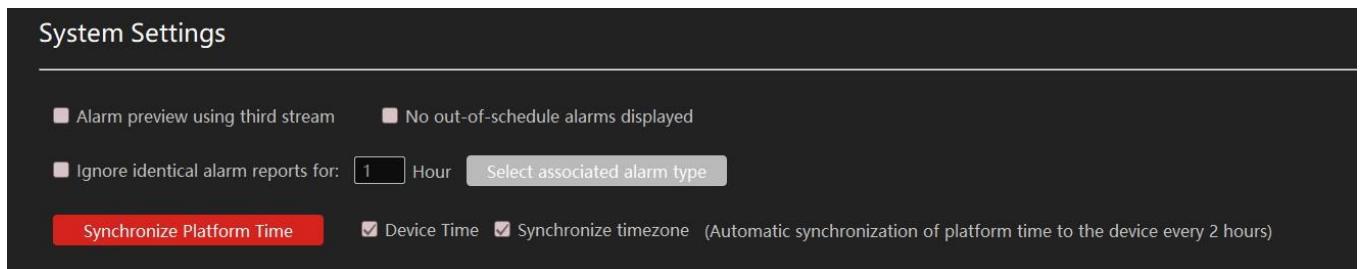 System Settings
Alarm preview using third stream No out-of-schedule alarms displayed
Ignore identical alarm reports for: 1 Hour Select associated alarm type
Synchronize Platform Time Device Time Synchronize timezone (Automatic synchronization of platform time to the device every 2 hours)